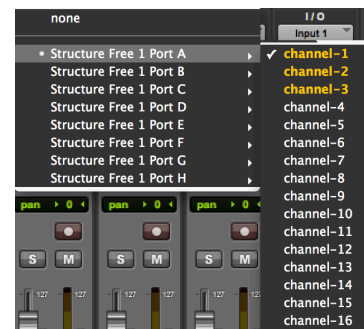 none
I / O
Input 1
Structure Free 1 Port A
Structure Free 1 Port B
Structure Free 1 Port C
Structure Free 1 Port D
Structure Free 1 Port E
Structure Free 1 Port F
Structure Free 1 Port G
Structure Free 1 Port H
channel-1
channel-2
channel-3
channel-4
channel-5
channel-6
channel-7
channel-8
channel-9
channel-10
channel-11
channel-12
channel-13
channel-14
channel-15
channel-16
pan 0 pan 0 pan 0
S M S M S M
127 127 127 127 127